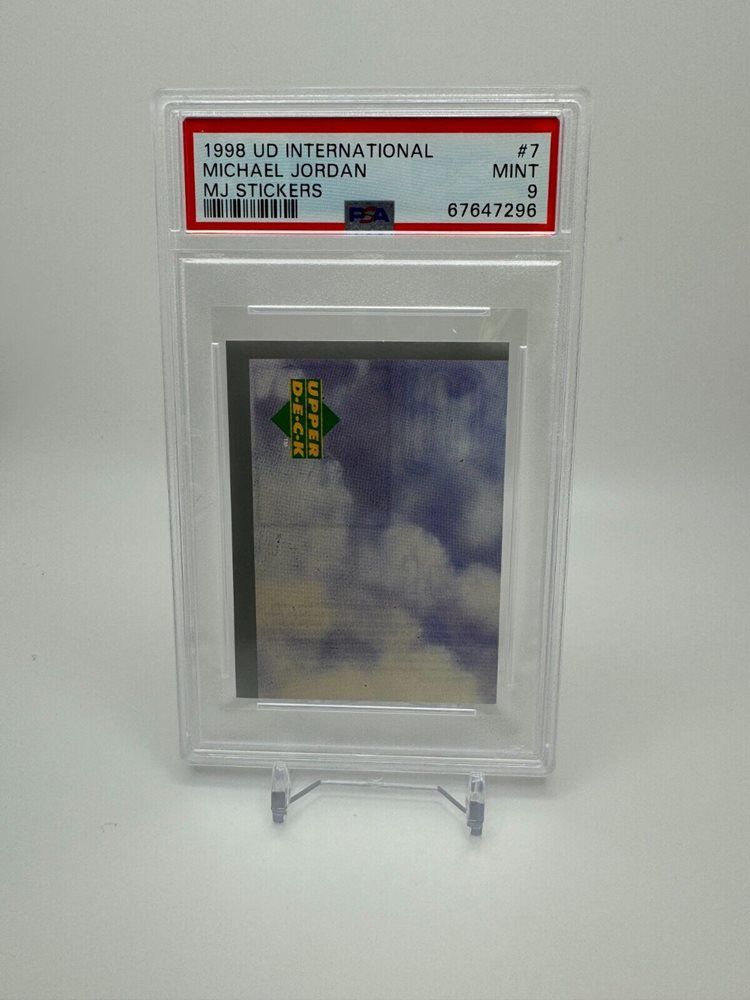 1998 UD INTERNATIONAL #7
MICHAEL JORDAN MINT
MJ STICKERS 9
PSA 67647296
UPPER
D·E·C·K